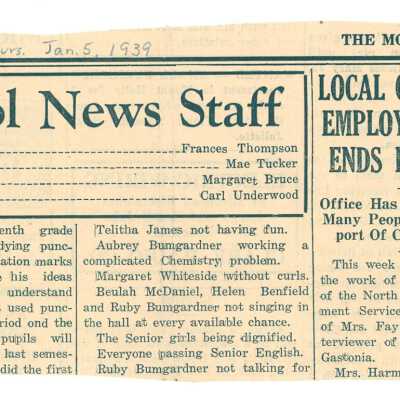 urs. Jan. 5, 1939
THE MO
ol News Staff
Frances Thompson
Mae Tucker
Margaret Bruce
Carl Underwood
enth grade
dying punc-
ation marks
e his ideas
understand
t used punc-
riod ond the
pupils will
last semes-
did the first
Telitha James not having fun.
Aubrey Bumgardner working a
complicated Chemistry problem.
Margaret Whiteside without curls.
Beulah McDaniel, Helen Benfield
and Ruby Bumgardner not singing in
the hall at every available chance.
The Senior girls being dignified.
Everyone passing Senior English.
Ruby Bumgardner not talking for
LOCAL
EMPLOY
ENDS
Office Has
Many Peop
port Of C
This week
the work of
of the North
ment Servic
of Mrs. Fay
terviewer of
Gastonia.
Mrs. Harm